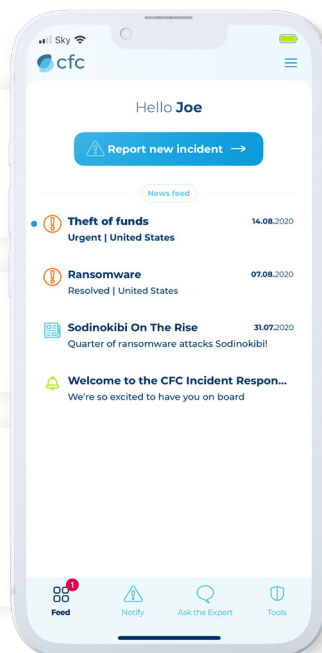 Sky
cfc
Hello Joe
Report new incident →
News feed
Theft of funds 14.08.2020
Urgent | United States
Ransomware 07.08.2020
Resolved | United States
Sodinokibi On The Rise 31.07.2020
Quarter of ransomware attacks Sodinokibi!
Welcome to the CFC Incident Respon...
We're so excited to have you on board
1
Feed Notify Ask the Expert Tools